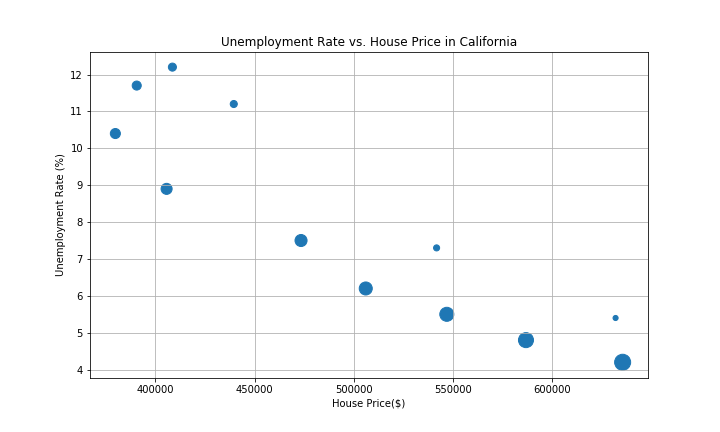 Unemployment Rate vs. House Price in California
12
11
10
9
8
7
6
5
4
Unemployment Rate (%)
400000 450000 500000 550000 600000
House Price($)